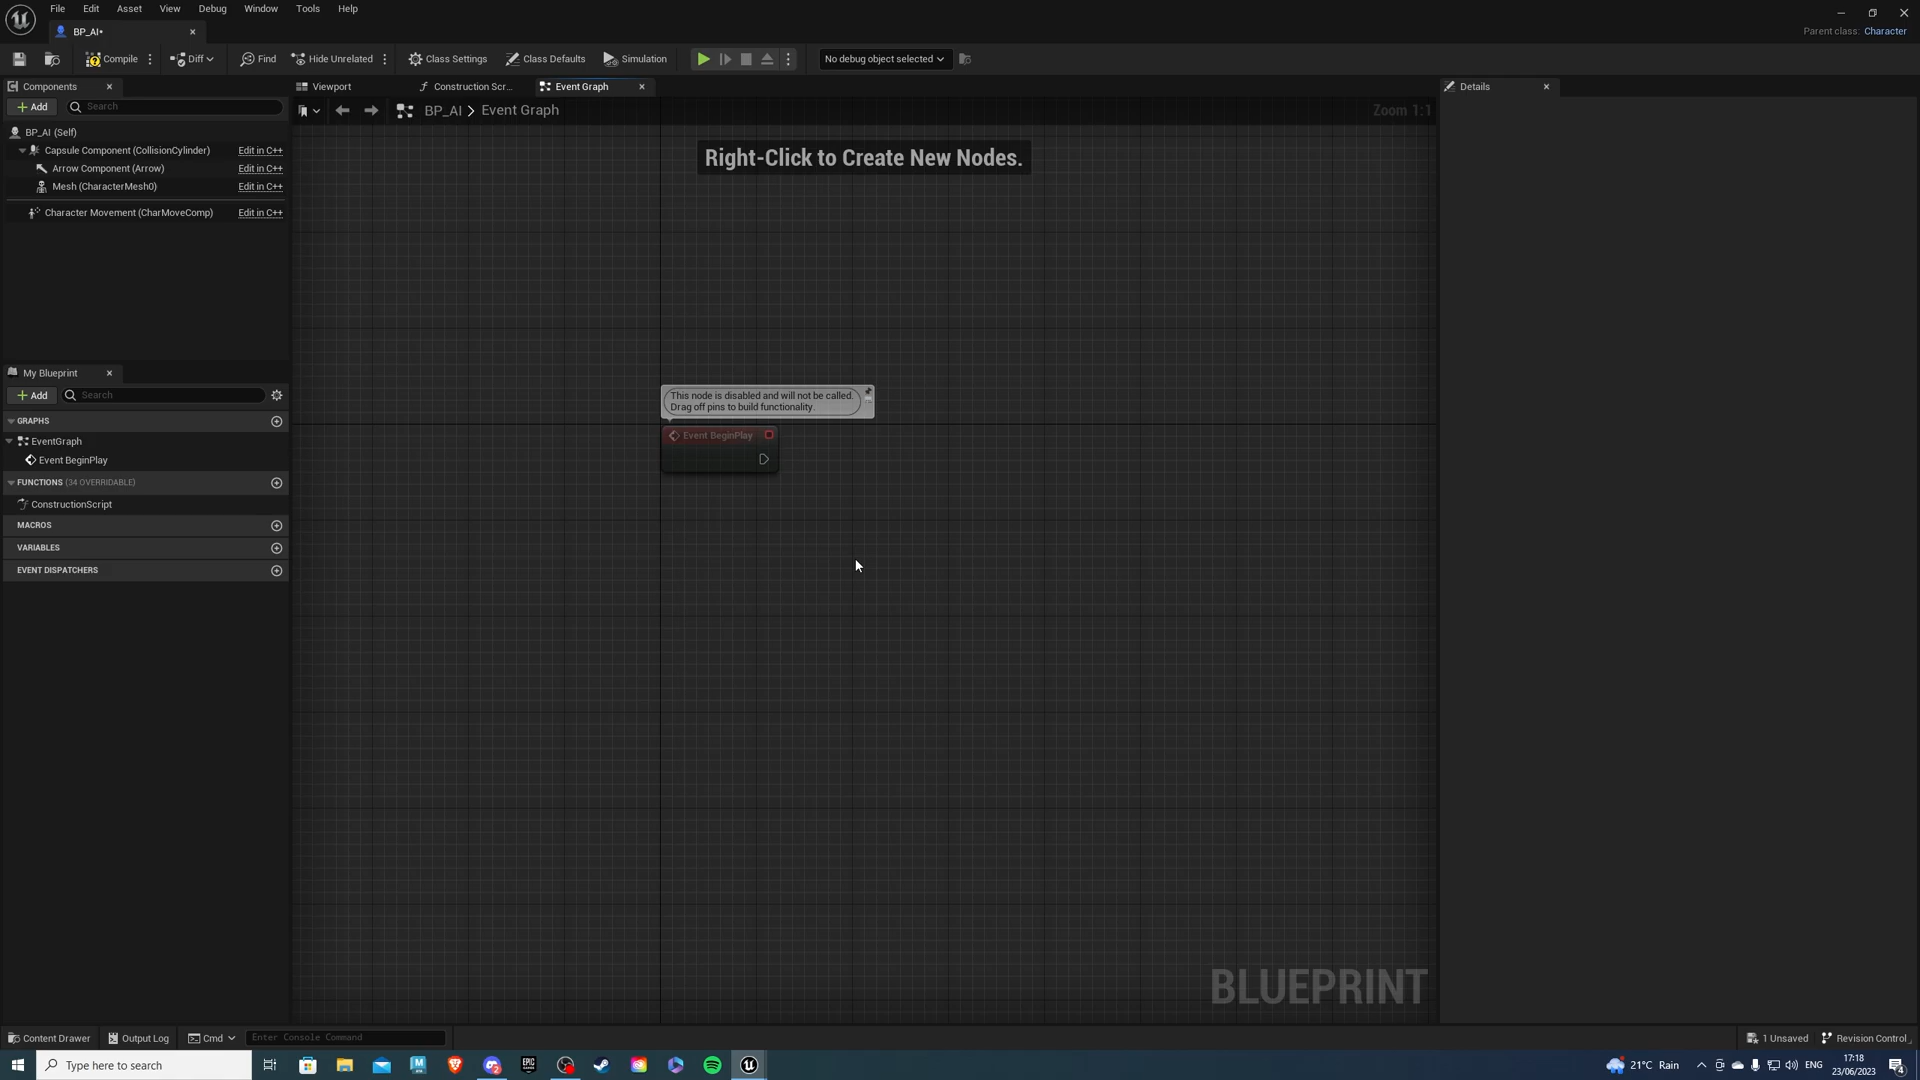 File Edit Asset View Debug Window Tools Help
BP_AI•
Parent class: Character
Compile Diff Find Hide Unrelated Class Settings Class Defaults Simulation No debug object selected
Components Viewport Construction Scr... Event Graph Details
Add Search
BP_AI > Event Graph Zoom 1:1
Right-Click to Create New Nodes.
BP_AI (Self)
Capsule Component (CollisionCylinder) Edit in C++
Arrow Component (Arrow) Edit in C++
Mesh (CharacterMesh0) Edit in C++
Character Movement (CharMoveComp) Edit in C++
My Blueprint
Add Search
GRAPHS
EventGraph
Event BeginPlay
FUNCTIONS (34 OVERRIDABLE)
ConstructionScript
MACROS
VARIABLES
EVENT DISPATCHERS
This node is disabled and will not be called.
Drag off pins to build functionality.
Event BeginPlay
BLUEPRINT
Content Drawer Output Log Cmd Enter Console Command 1 Unsaved Revision Control
Type here to search
21°C Rain ENG
17:18
23/06/2023
4